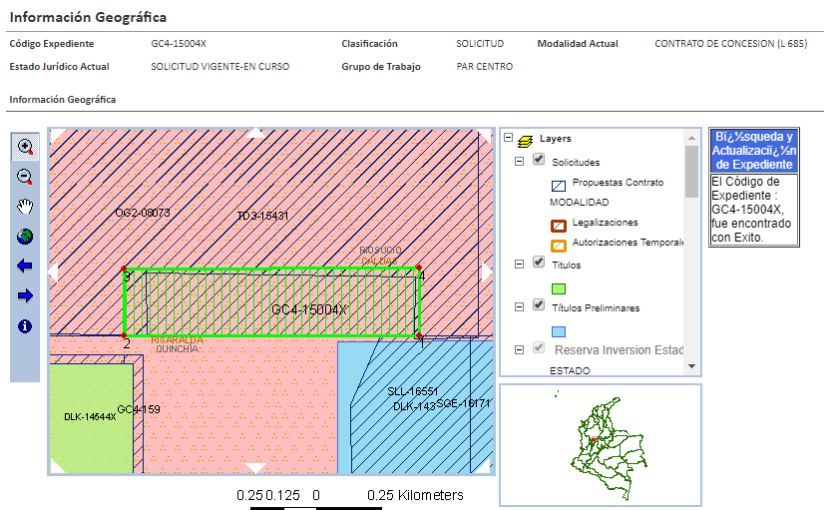 Información Geográfica
Código Expediente GC4-15004X Clasificación SOLICITUD Modalidad Actual CONTRATO DE CONCESION (L 685)
Estado Jurídico Actual SOLICITUD VIGENTE-EN CURSO Grupo de Trabajo PAR CENTRO
Información Geográfica
OG2-08073
TD3-15431
RIOSUCIO
CALDAS
3
4
GC4-15004X
2
1
RISARALDA
QUINCHÍA
SLL-16551
DLK-143
SGE-16171
GC4-159
DLK-14544X
0.25 0.125 0 0.25 Kilometers
Layers
Solicitudes
Propuestas Contrato
MODALIDAD
Legalizaciones
Autorizaciones Temporale
Titulos
Títulos Preliminares
Reserva Inversion Estad
ESTADO
Bï¿½squeda y
Actualizaciï¿½n
de Expediente
El Código de
Expediente :
GC4-15004X,
fue encontrado
con Exito.